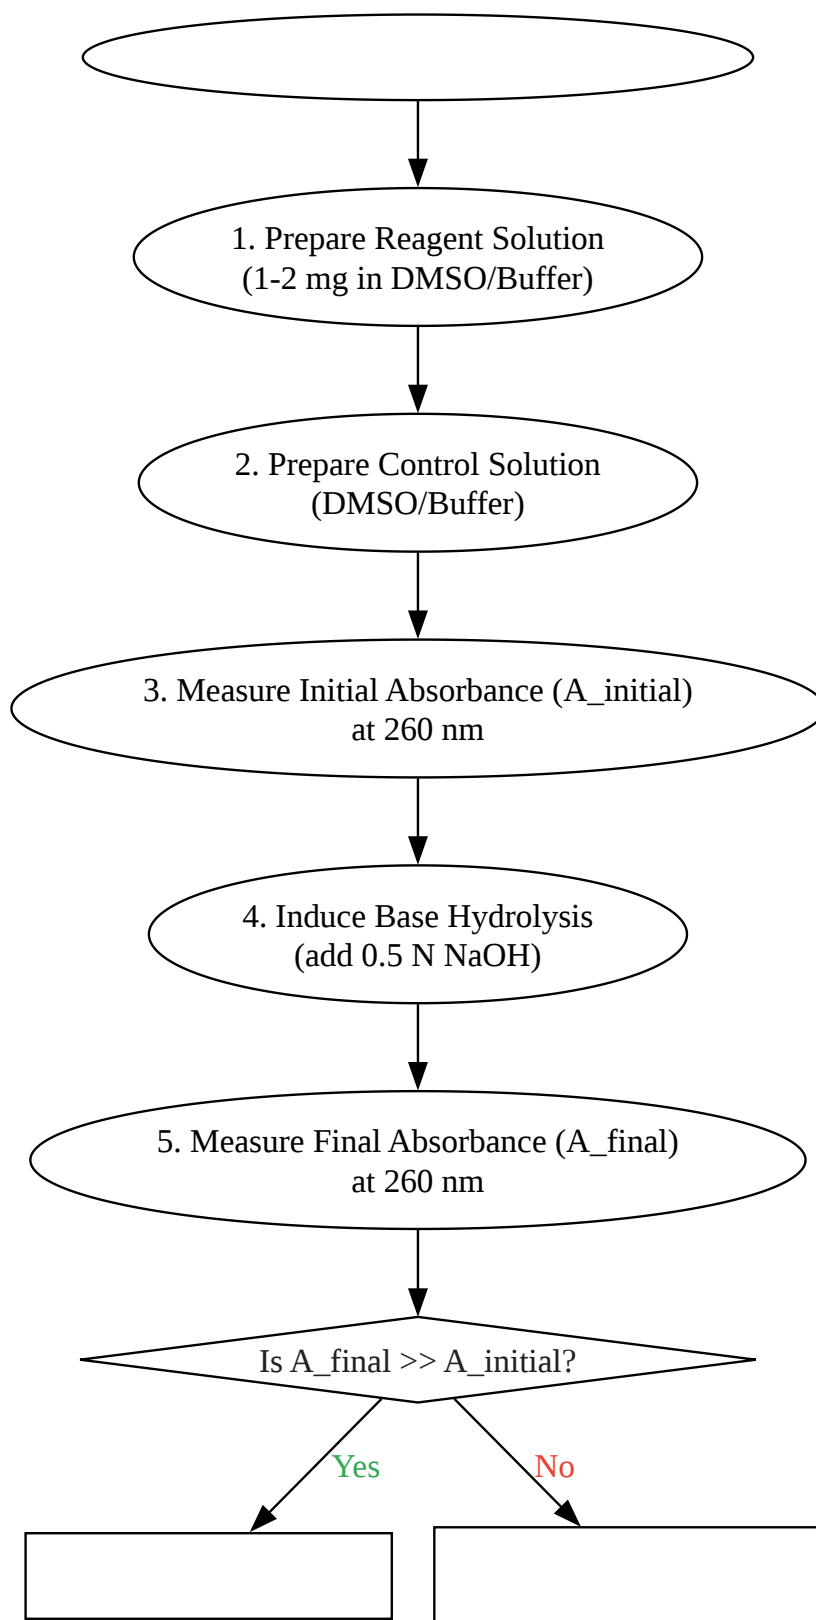 1. Prepare Reagent Solution
(1-2 mg in DMSO/Buffer)
2. Prepare Control Solution
(DMSO/Buffer)
3. Measure Initial Absorbance (A_initial)
at 260 nm
4. Induce Base Hydrolysis
(add 0.5 N NaOH)
5. Measure Final Absorbance (A_final)
at 260 nm
Is A_final >> A_initial?
Yes
No